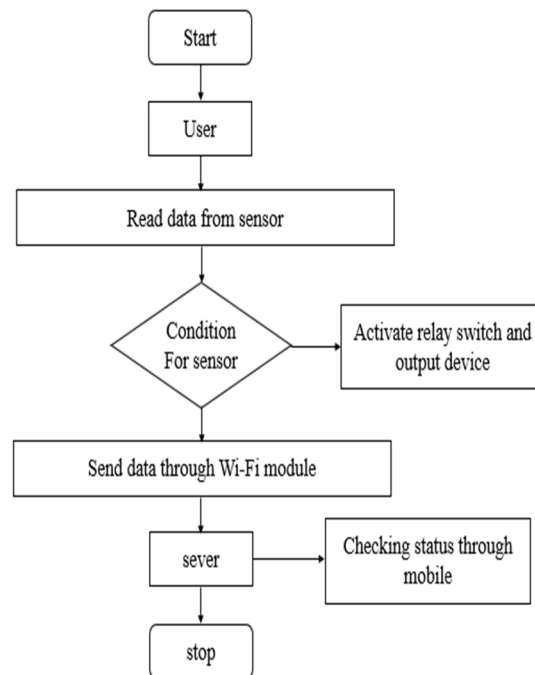 Start
User
Read data from sensor
Condition
For sensor
Activate relay switch and
output device
Send data through Wi-Fi module
sever
Checking status through
mobile
stop